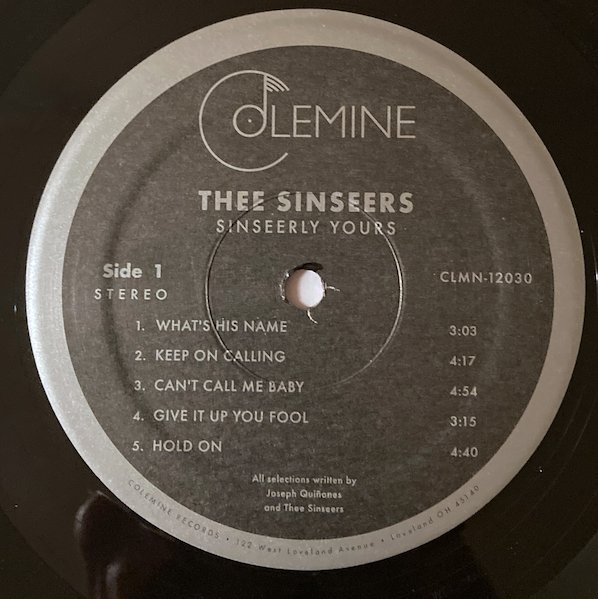 COLEMINE
THEE SINSEERS
SINSEERLY YOURS
Side 1
STEREO
CLMN-12030
1. WHAT'S HIS NAME 3:03
2. KEEP ON CALLING 4:17
3. CAN'T CALL ME BABY 4:54
4. GIVE IT UP YOU FOOL 3:15
5. HOLD ON 4:40
All selections written by
Joseph Quiñones
and Thee Sinseers
COLEMINE RECORDS • 122 West Loveland Avenue • Loveland OH 45140